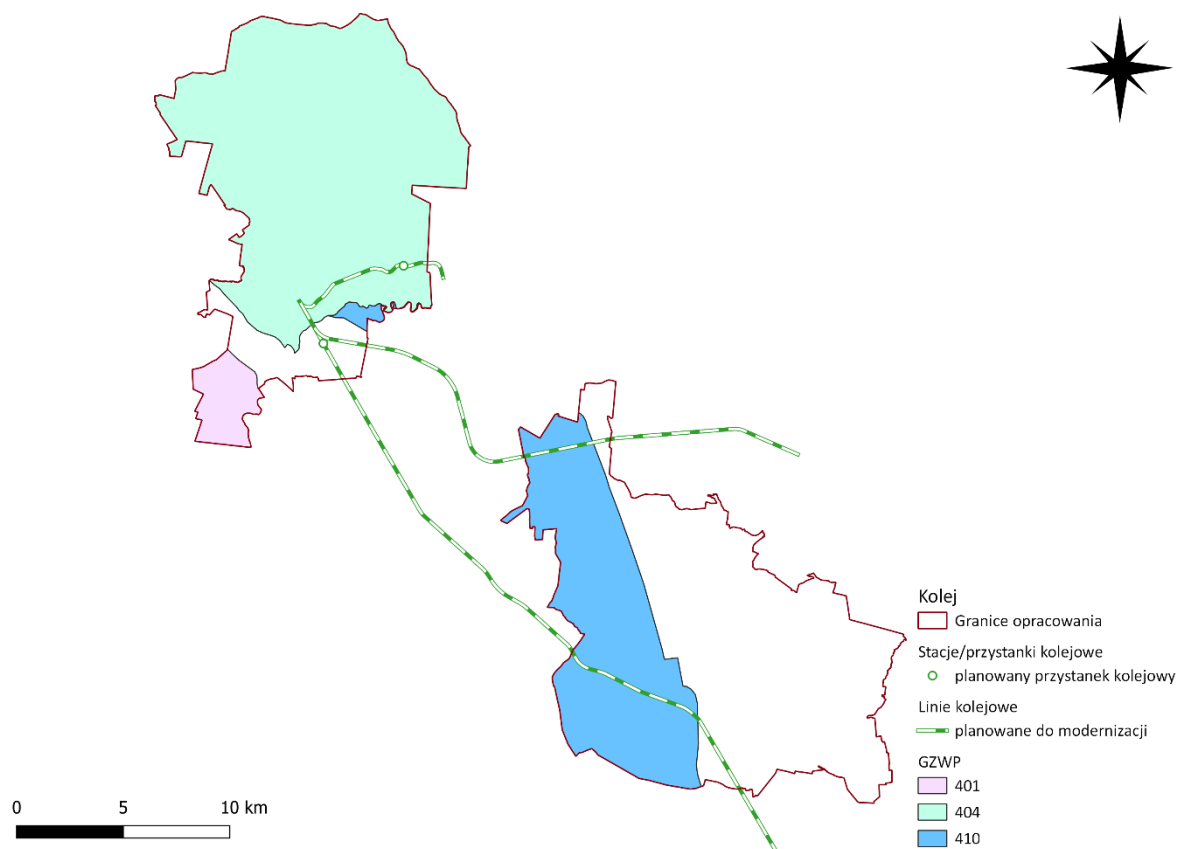 Kolej
Granice opracowania
Stacje/przystanki kolejowe
planowany przystanek kolejowy
Linie kolejowe
planowane do modernizacji
GZWP
401
404
410
0 5 10 km